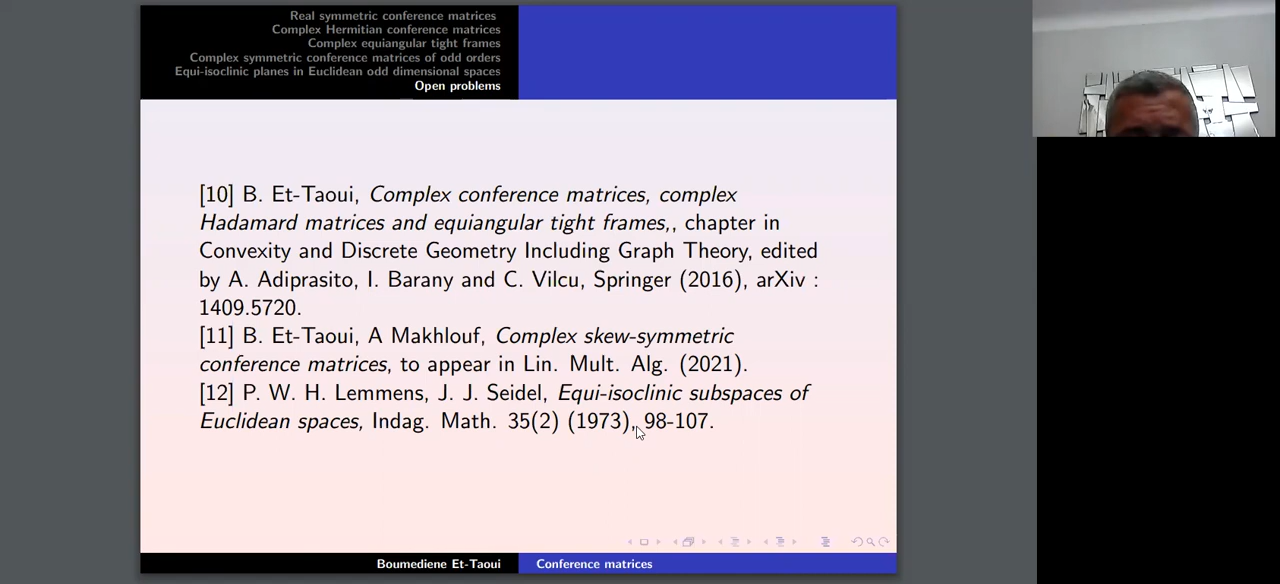 Real symmetric conference matrices
Complex Hermitian conference matrices
Complex equiangular tight frames
Complex symmetric conference matrices of odd orders
Equi-isoclinic planes in Euclidean odd dimensional spaces
Open problems
[10] B. Et-Taoui, Complex conference matrices, complex
Hadamard matrices and equiangular tight frames,, chapter in
Convexity and Discrete Geometry Including Graph Theory, edited
by A. Adiprasito, I. Barany and C. Vilcu, Springer (2016), arXiv :
1409.5720.
[11] B. Et-Taoui, A Makhlouf, Complex skew-symmetric
conference matrices, to appear in Lin. Mult. Alg. (2021).
[12] P. W. H. Lemmens, J. J. Seidel, Equi-isoclinic subspaces of
Euclidean spaces, Indag. Math. 35(2) (1973), 98-107.
Boumediene Et-Taoui
Conference matrices